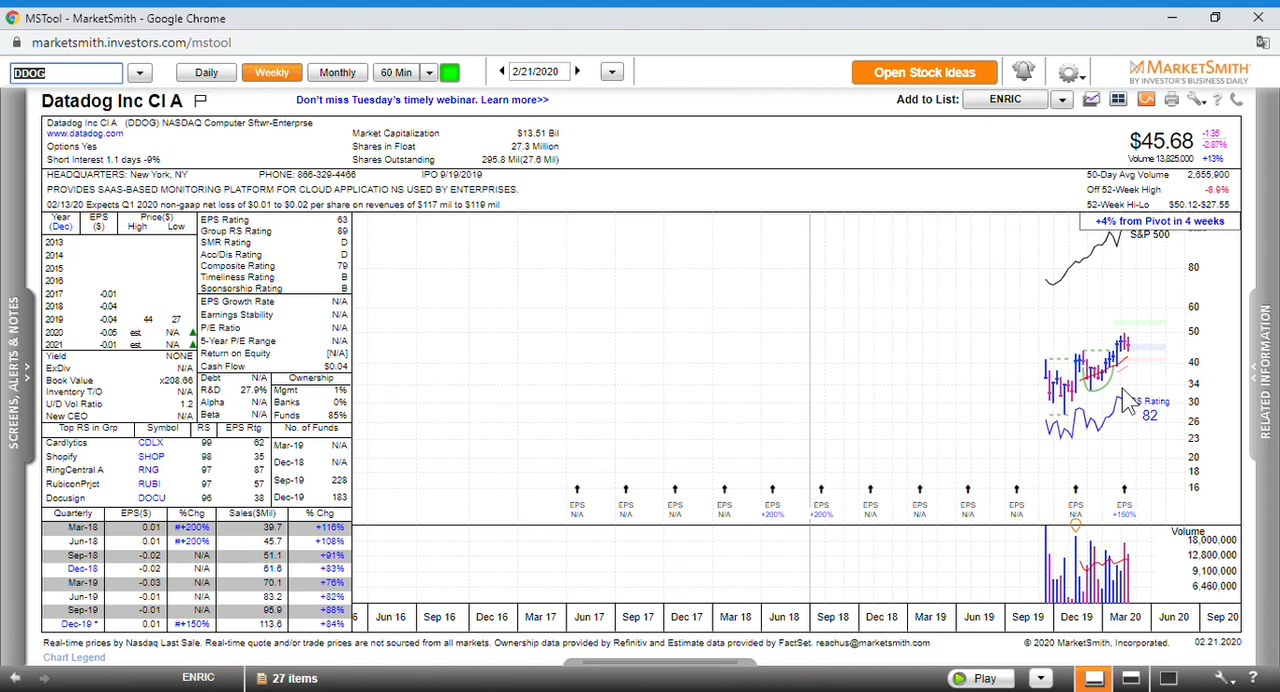 MSTool - MarketSmith - Google Chrome
marketsmith.investors.com/mstool
DDOG Daily Weekly Monthly 60 Min 2/21/2020 Open Stock Ideas MARKETSMITH
BY INVESTOR'S BUSINESS DAILY
Datadog Inc Cl A Don't miss Tuesday's timely webinar. Learn more>> Add to List: ENRIC
Datadog Inc Cl A (DDOG) NASDAQ Computer Sftwr-Enterprse
www.datadog.com Market Capitalization $13.51 Bil $45.68 -1.35 -2.87%
Options Yes Shares in Float 27.3 Million
Short Interest 1.1 days -9% Shares Outstanding 295.8 Mil(27.6 Mil) Volume 13,825,000 +13%
HEADQUARTERS: New York, NY PHONE: 866-329-4466 IPO 9/19/2019 50-Day Avg Volume 2,655,900
PROVIDES SAAS-BASED MONITORING PLATFORM FOR CLOUD APPLICATIO NS USED BY ENTERPRISES. Off 52-Week High -8.9%
02/13/20 Expects Q1 2020 non-gaap net loss of $0.01 to $0.02 per share on revenues of $117 mil to $119 mil 52-Week Hi-Lo $50.12-$27.55
+4% from Pivot in 4 weeks
S&P 500
Year (Dec) EPS ($) Price($) High Low
2013
2014
2015
2016
2017 -0.01
2018 -0.04
2019 -0.04 44 27
2020 -0.05 est N/A
2021 -0.01 est N/A
Yield NONE
ExDiv N/A
Book Value x208.66
Inventory T/O N/A
U/D Vol Ratio 1.2
New CEO N/A
EPS Rating 63
Group RS Rating 89
SMR Rating D
Acc/Dis Rating D
Composite Rating 79
Timeliness Rating B
Sponsorship Rating B
EPS Growth Rate N/A
Earnings Stability N/A
P/E Ratio N/A
5-Year P/E Range N/A
Return on Equity [N/A]
Cash Flow $0.04
Debt N/A
R&D 27.9%
Alpha N/A
Beta N/A
Ownership
Mgmt 1%
Banks 0%
Funds 85%
Top RS in Grp Symbol RS EPS Rtg
Cardlytics CDLX 99 62
Shopify SHOP 98 35
RingCentral A RNG 97 87
RubiconPrjct RUBI 97 57
Docusign DOCU 96 38
No. of Funds
Mar-19 N/A
Dec-18 N/A
Sep-19 228
Dec-19 183
Quarterly EPS($) %Chg Sales($Mil) % Chg
Mar-18 0.01 #+200% 39.7 +116%
Jun-18 0.01 #+200% 45.7 +108%
Sep-18 -0.02 N/A 51.1 +91%
Dec-18 -0.02 N/A 61.6 +83%
Mar-19 -0.03 N/A 70.1 +76%
Jun-19 -0.01 N/A 83.2 +82%
Sep-19 -0.01 N/A 95.9 +88%
Dec-19 * 0.01 #+150% 113.6 +84%
80
60
50
40
34
30
26
23
20
18
16
Rating
82
EPS EPS EPS EPS EPS EPS EPS EPS EPS EPS EPS EPS
N/A N/A N/A N/A +200% +200% N/A N/A N/A N/A N/A +150%
Volume
18,000,000
12,800,000
9,100,000
6,460,000
6 Jun 16 Sep 16 Dec 16 Mar 17 Jun 17 Sep 17 Dec 17 Mar 18 Jun 18 Sep 18 Dec 18 Mar 19 Jun 19 Sep 19 Dec 19 Mar 20 Jun 20 Sep 20
Real-time prices by Nasdaq Last Sale. Real-time quote and/or trade prices are not sourced from all markets. Ownership data provided by Refinitiv and Estimate data provided by FactSet. reachus@marketsmith.com © 2020 MarketSmith, Incorporated. 02.21.2020
Chart Legend
SCREENS, ALERTS & NOTES
RELATED INFORMATION
ENRIC 27 items Play